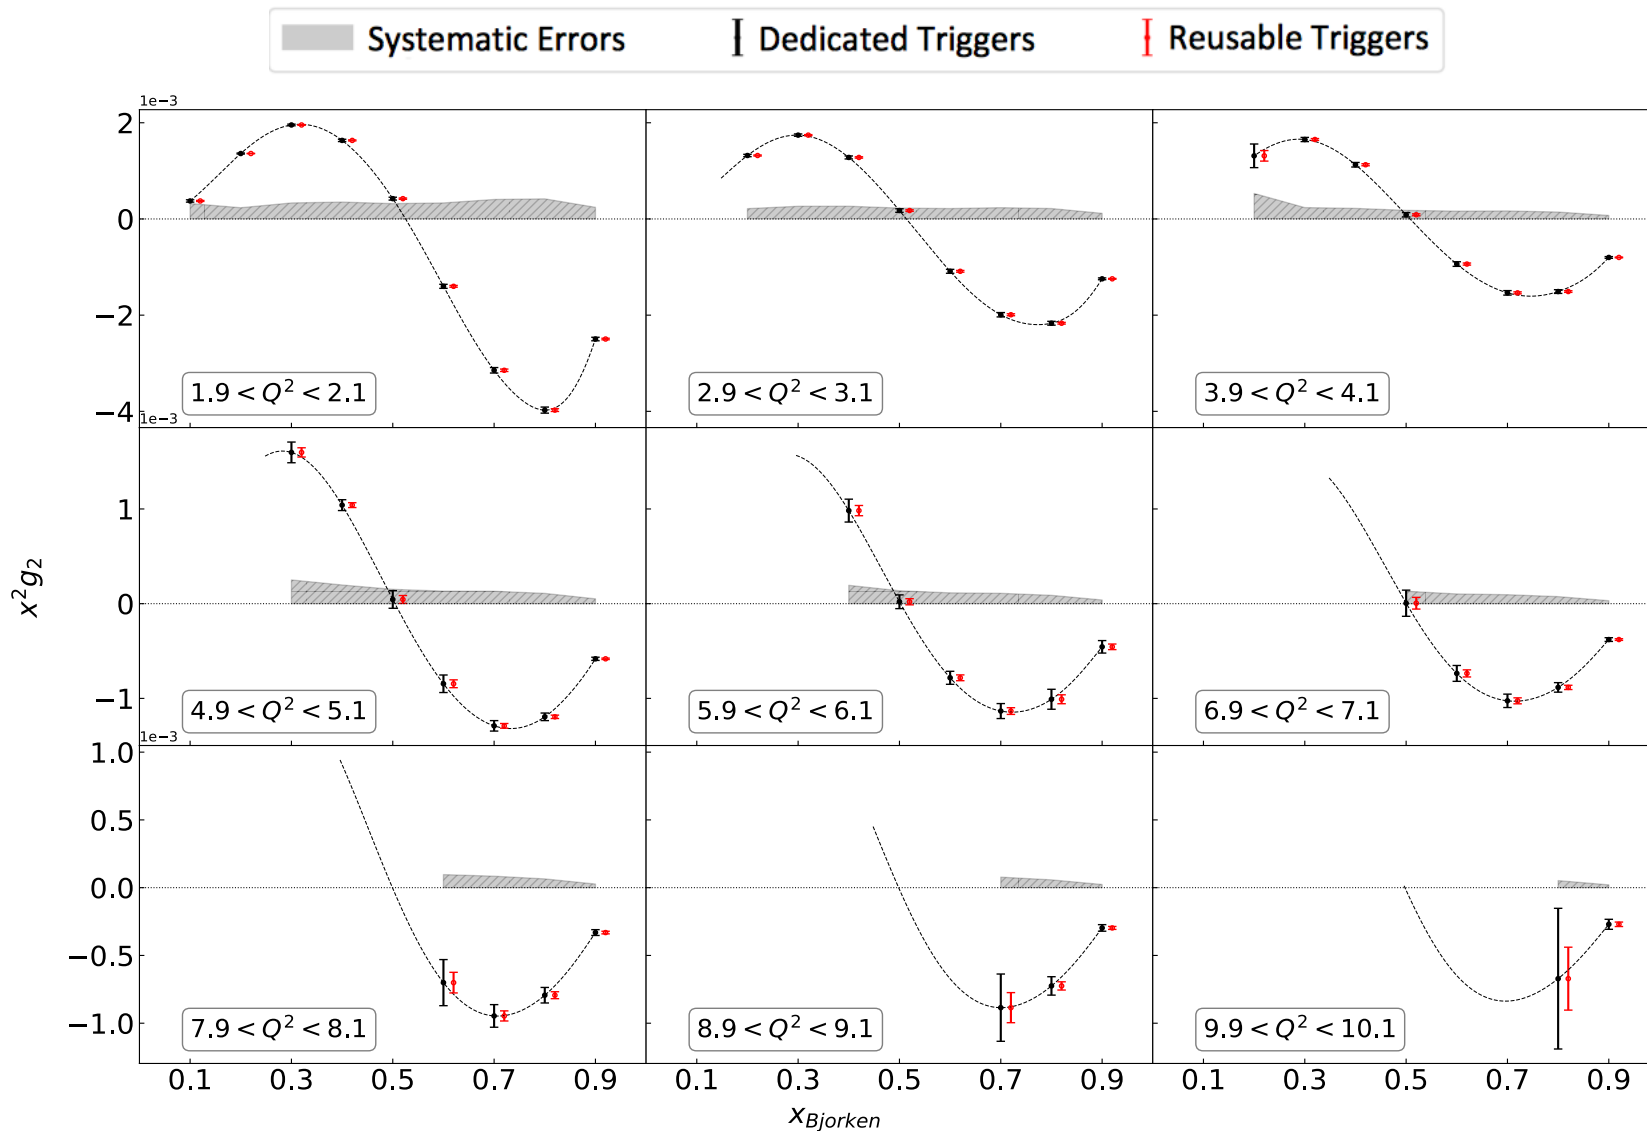 Systematic Errors Dedicated Triggers Reusable Triggers
1e−3
2
0
−2
−4
1.9 < Q² < 2.1
2.9 < Q² < 3.1
3.9 < Q² < 4.1
1e−3
1
0
−1
4.9 < Q² < 5.1
5.9 < Q² < 6.1
6.9 < Q² < 7.1
x²g₂
1e−3
1.0
0.5
0.0
−0.5
−1.0
7.9 < Q² < 8.1
8.9 < Q² < 9.1
9.9 < Q² < 10.1
0.1 0.3 0.5 0.7 0.9 0.1 0.3 0.5 0.7 0.9 0.1 0.3 0.5 0.7 0.9
x_Bjorken